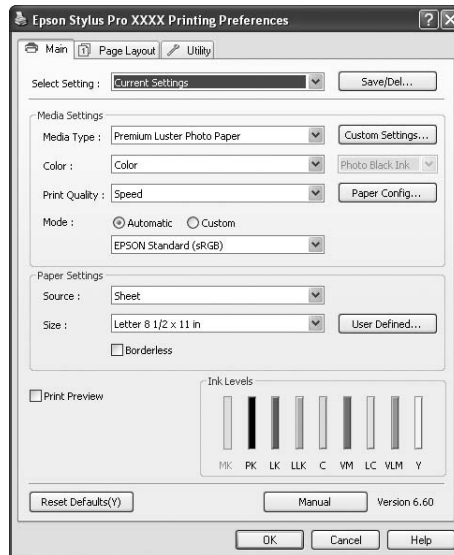 Epson Stylus Pro XXXX Printing Preferences
Main Page Layout Utility
Select Setting : Current Settings Save/Del...
Media Settings
Media Type : Premium Luster Photo Paper Custom Settings...
Color : Color Photo Black Ink
Print Quality : Speed Paper Config...
Mode : Automatic Custom
EPSON Standard (sRGB)
Paper Settings
Source : Sheet
Size : Letter 8 1/2 x 11 in User Defined...
Borderless
Print Preview
Ink Levels
MK PK LK LLK C VM LC VLM Y
Reset Defaults(Y) Manual Version 6.60
OK Cancel Help